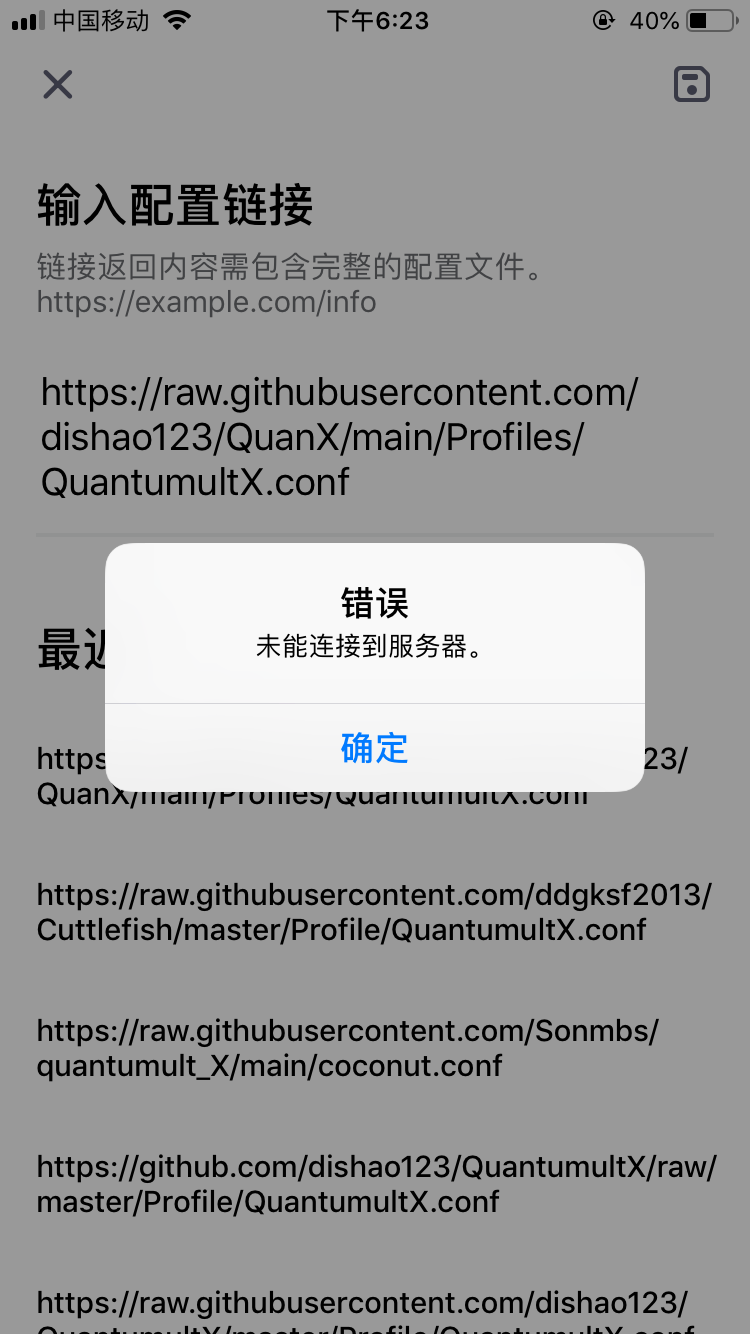 中国移动 下午6:23 40%
输入配置链接
链接返回内容需包含完整的配置文件。
https://example.com/info
https://raw.githubusercontent.com/
dishao123/QuanX/main/Profiles/
QuantumultX.conf
错误
未能连接到服务器。
确定
最近
https 23/
QuanX/main/Profiles/QuantumultX.conf
https://raw.githubusercontent.com/ddgksf2013/
Cuttlefish/master/Profile/QuantumultX.conf
https://raw.githubusercontent.com/Sonmbs/
quantumult_X/main/coconut.conf
https://github.com/dishao123/QuantumultX/raw/
master/Profile/QuantumultX.conf
https://raw.githubusercontent.com/dishao123/
QuantumultX/master/Profile/QuantumultX.conf